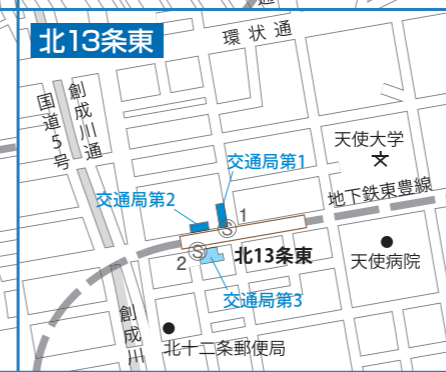 北13条東
環状通
創成川通
国道5号
天使大学
交通局第1
交通局第2
地下鉄東豊線
1
S
S
2
北13条東
天使病院
交通局第3
創成川
北十二条郵便局